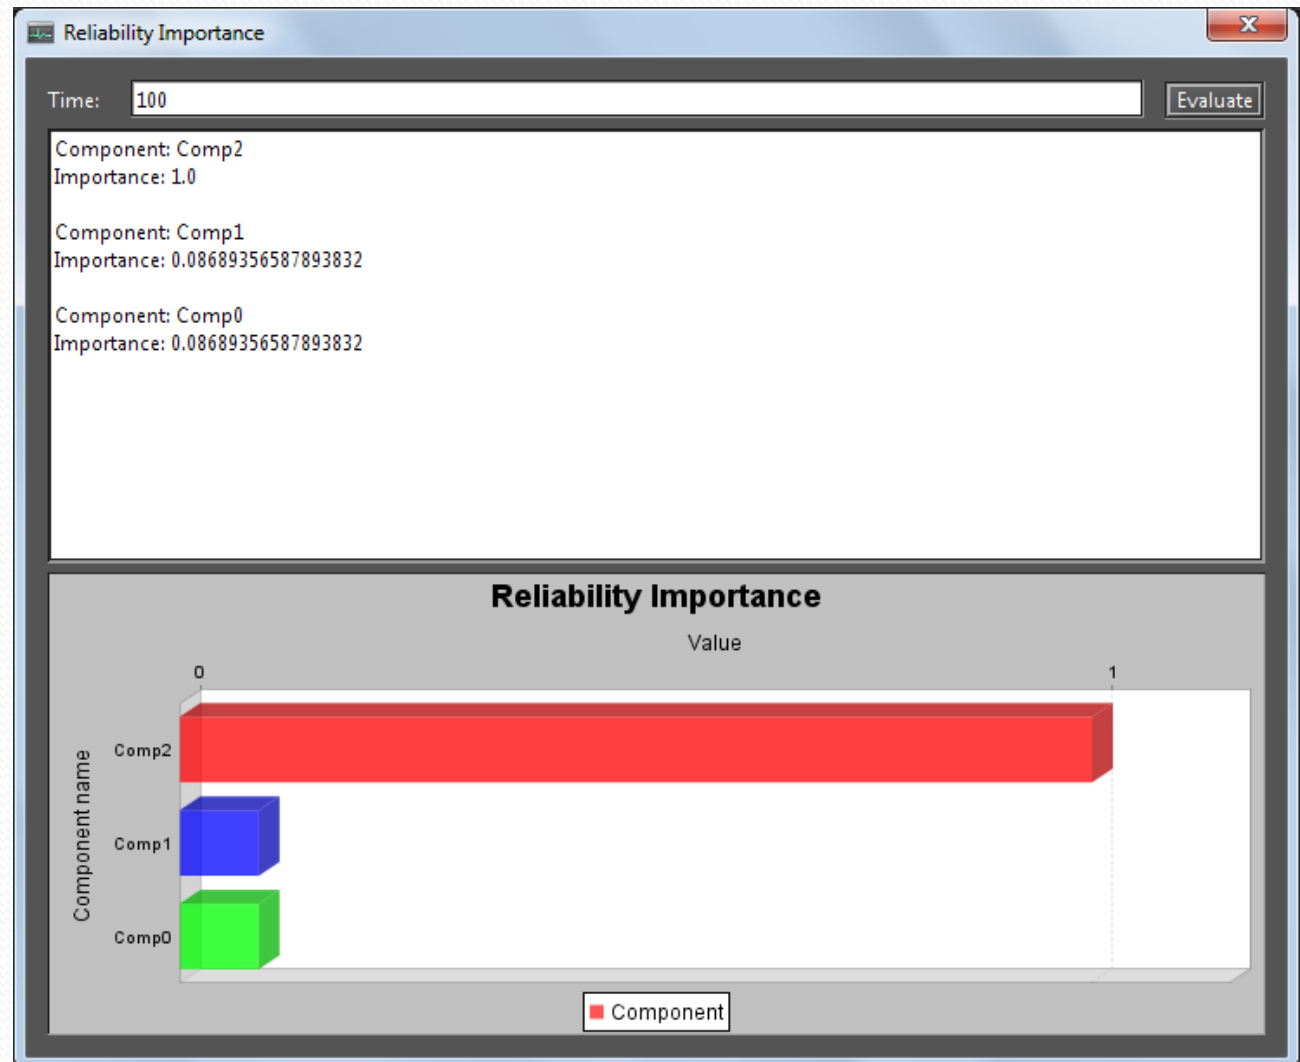 Reliability Importance
Time: 100 Evaluate
Component: Comp2
Importance: 1.0
Component: Comp1
Importance: 0.08689356587893832
Component: Comp0
Importance: 0.08689356587893832
Reliability Importance
Value
0 1
Component name
Comp2
Comp1
Comp0
Component